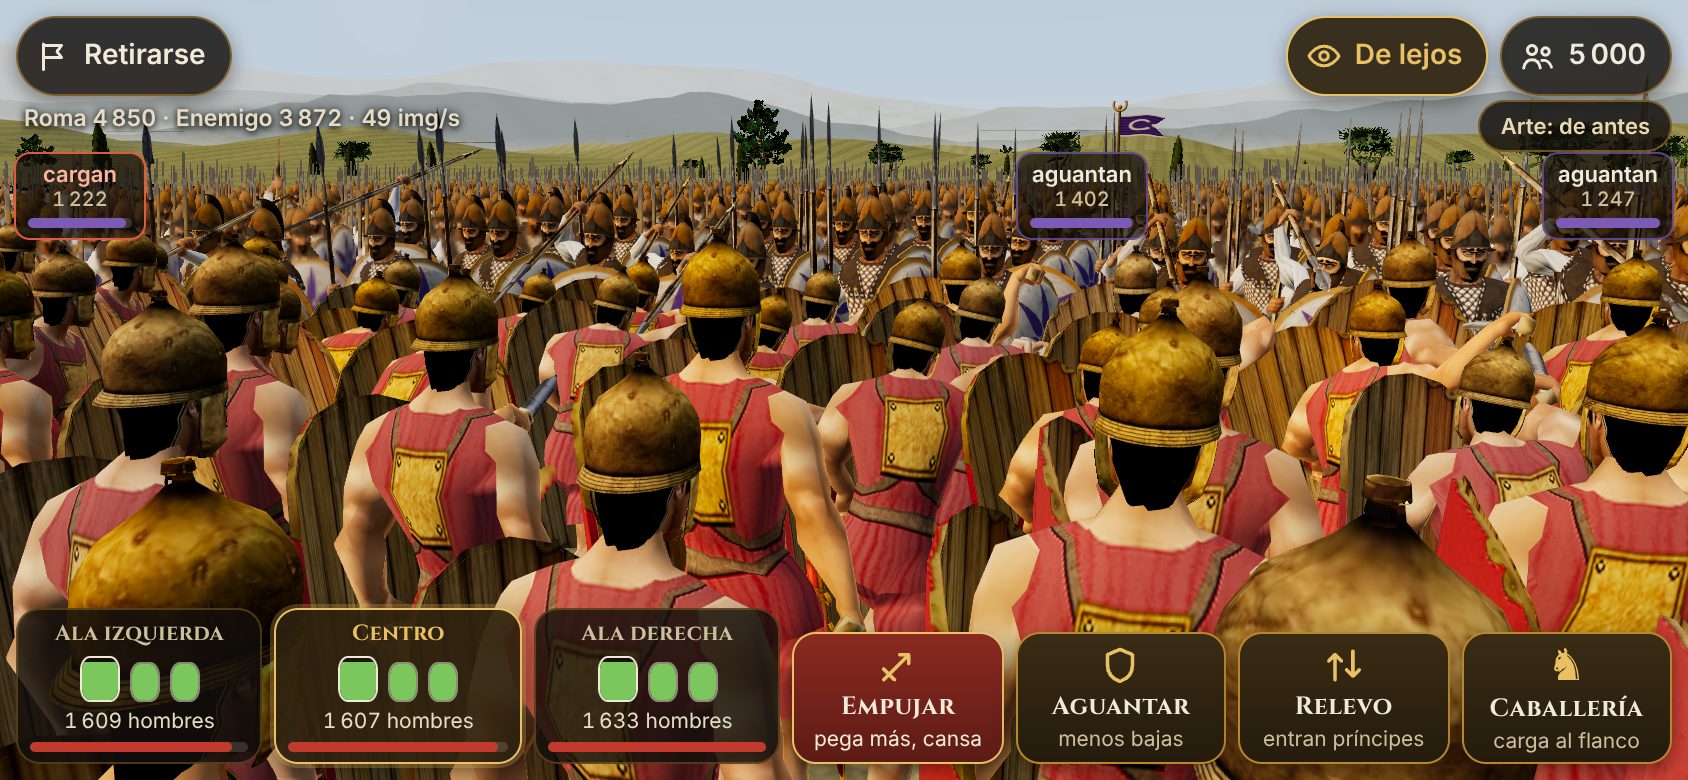 Retirarse
De lejos
5 000
Roma 4 850 · Enemigo 3 872 · 49 img/s
Arte: de antes
cargan
1 222
aguantan
1 402
aguantan
1 247
Ala izquierda
1 609 hombres
Centro
1 607 hombres
Ala derecha
1 633 hombres
Empujar
pega más, cansa
Aguantar
menos bajas
Relevo
entran príncipes
Caballería
carga al flanco